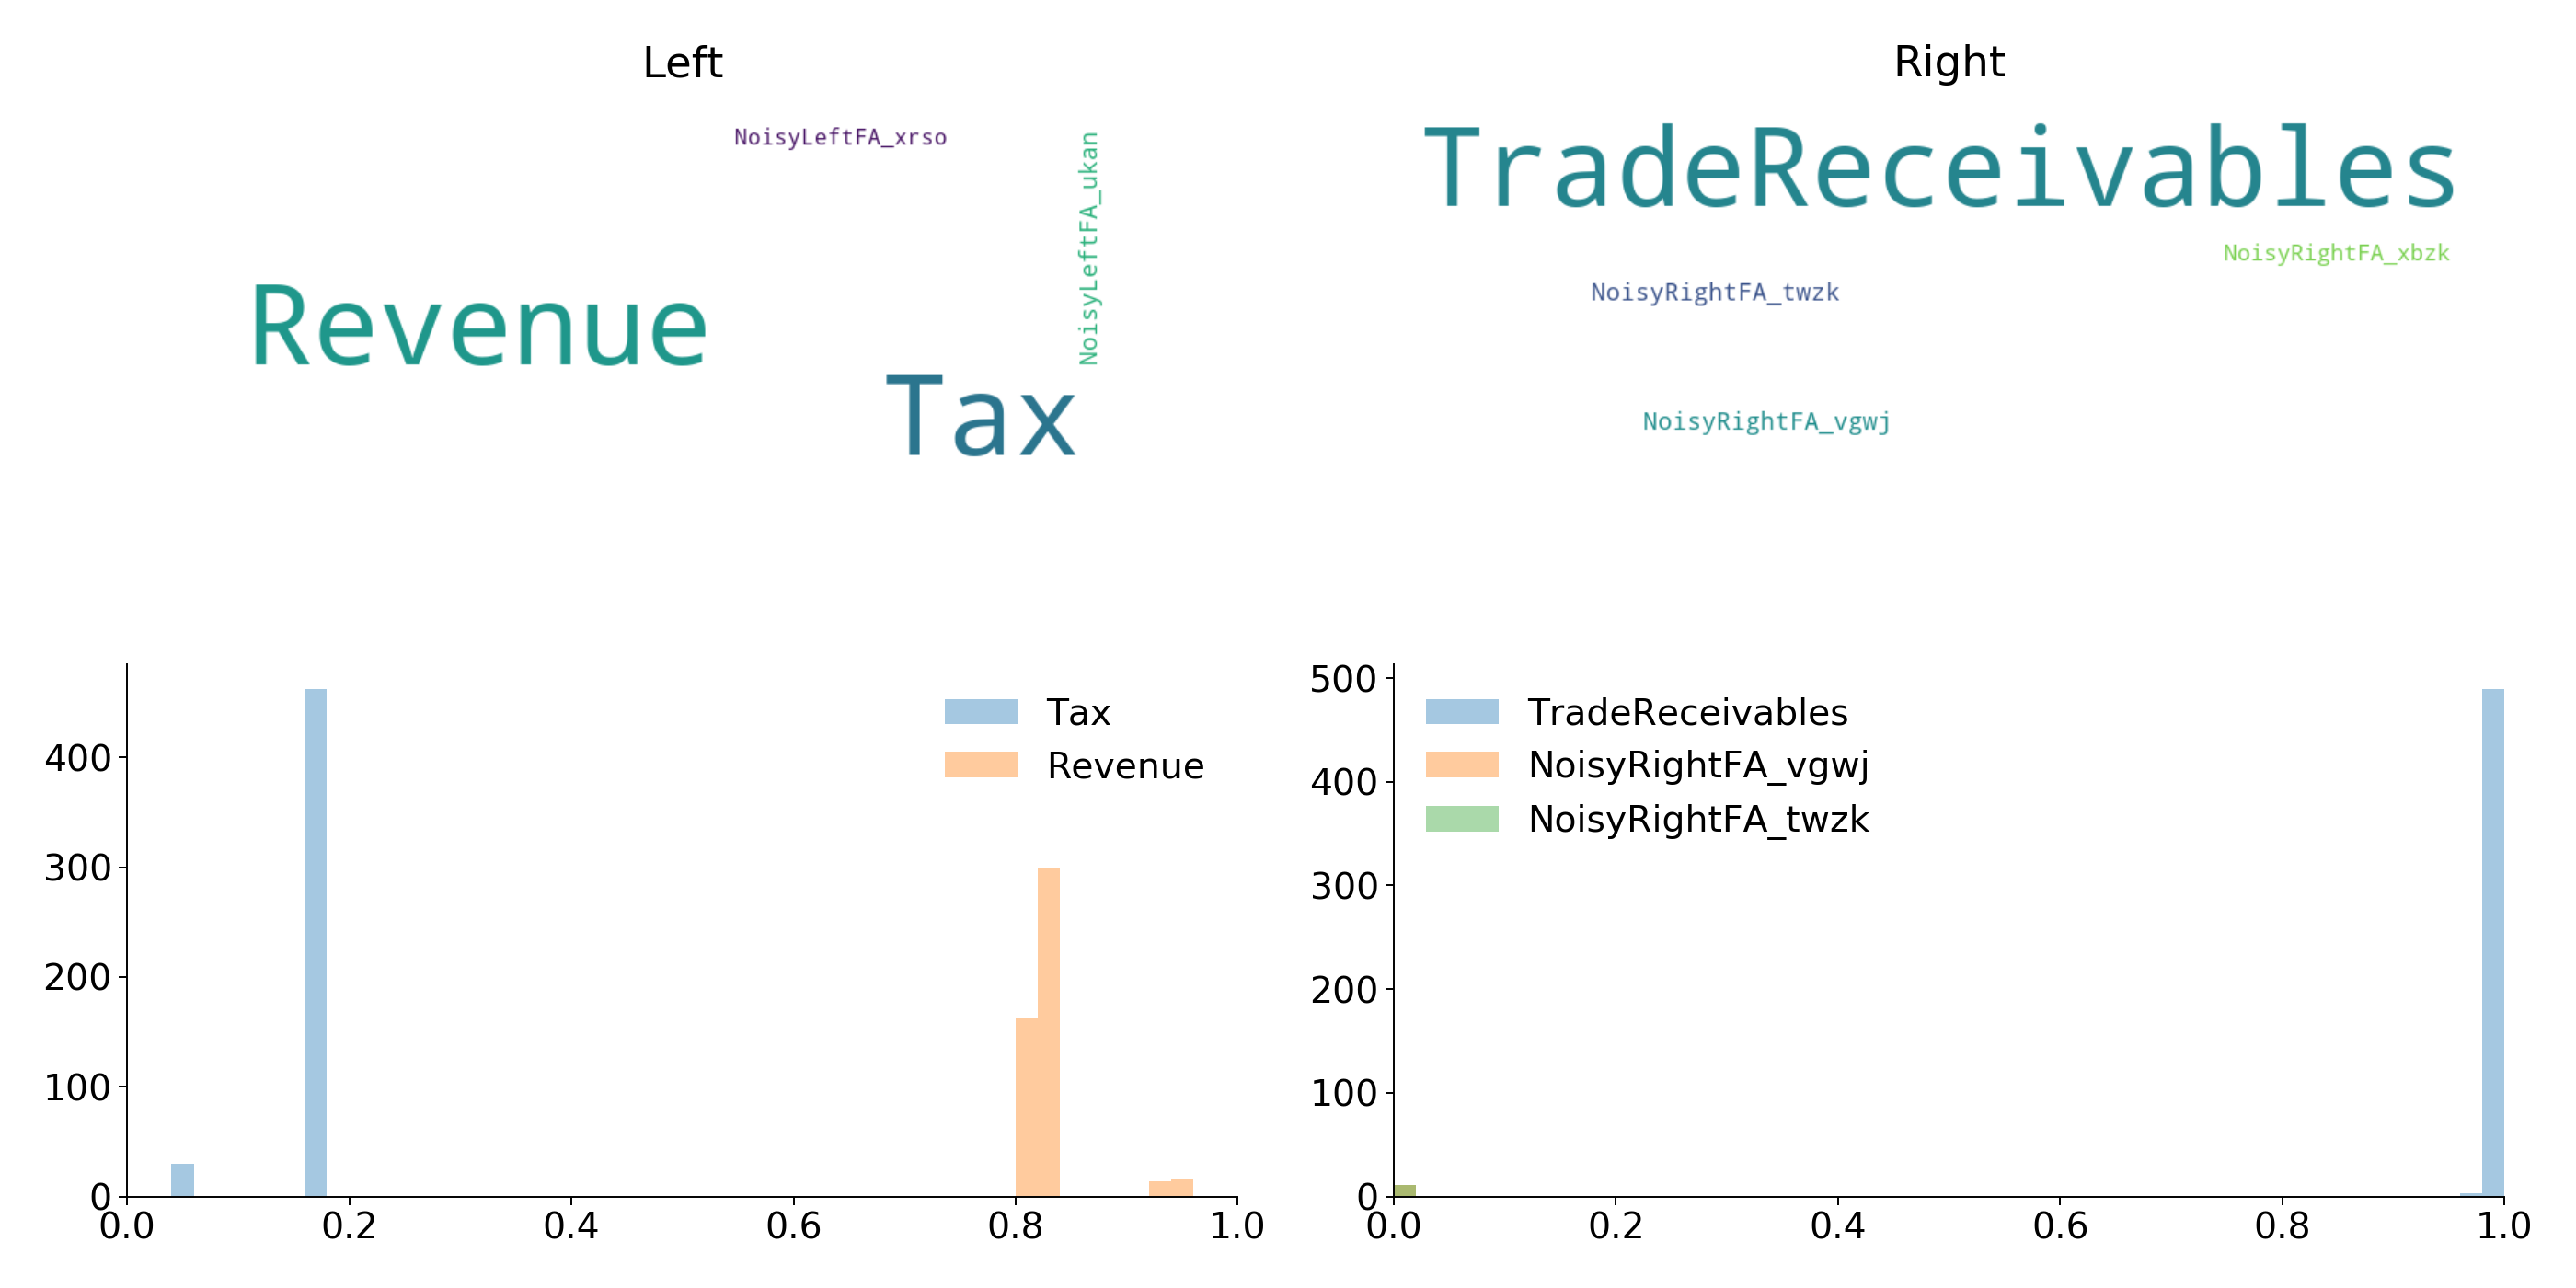 Left
NoisyLeftFA_xrso
NoisyLeftFA_ukan
Revenue
Tax
Right
TradeReceivables
NoisyRightFA_xbzk
NoisyRightFA_twzk
NoisyRightFA_vgwj
400
300
200
100
0
0.0 0.2 0.4 0.6 0.8 1.0
Tax
Revenue
500
400
300
200
100
0
0.0 0.2 0.4 0.6 0.8 1.0
TradeReceivables
NoisyRightFA_vgwj
NoisyRightFA_twzk